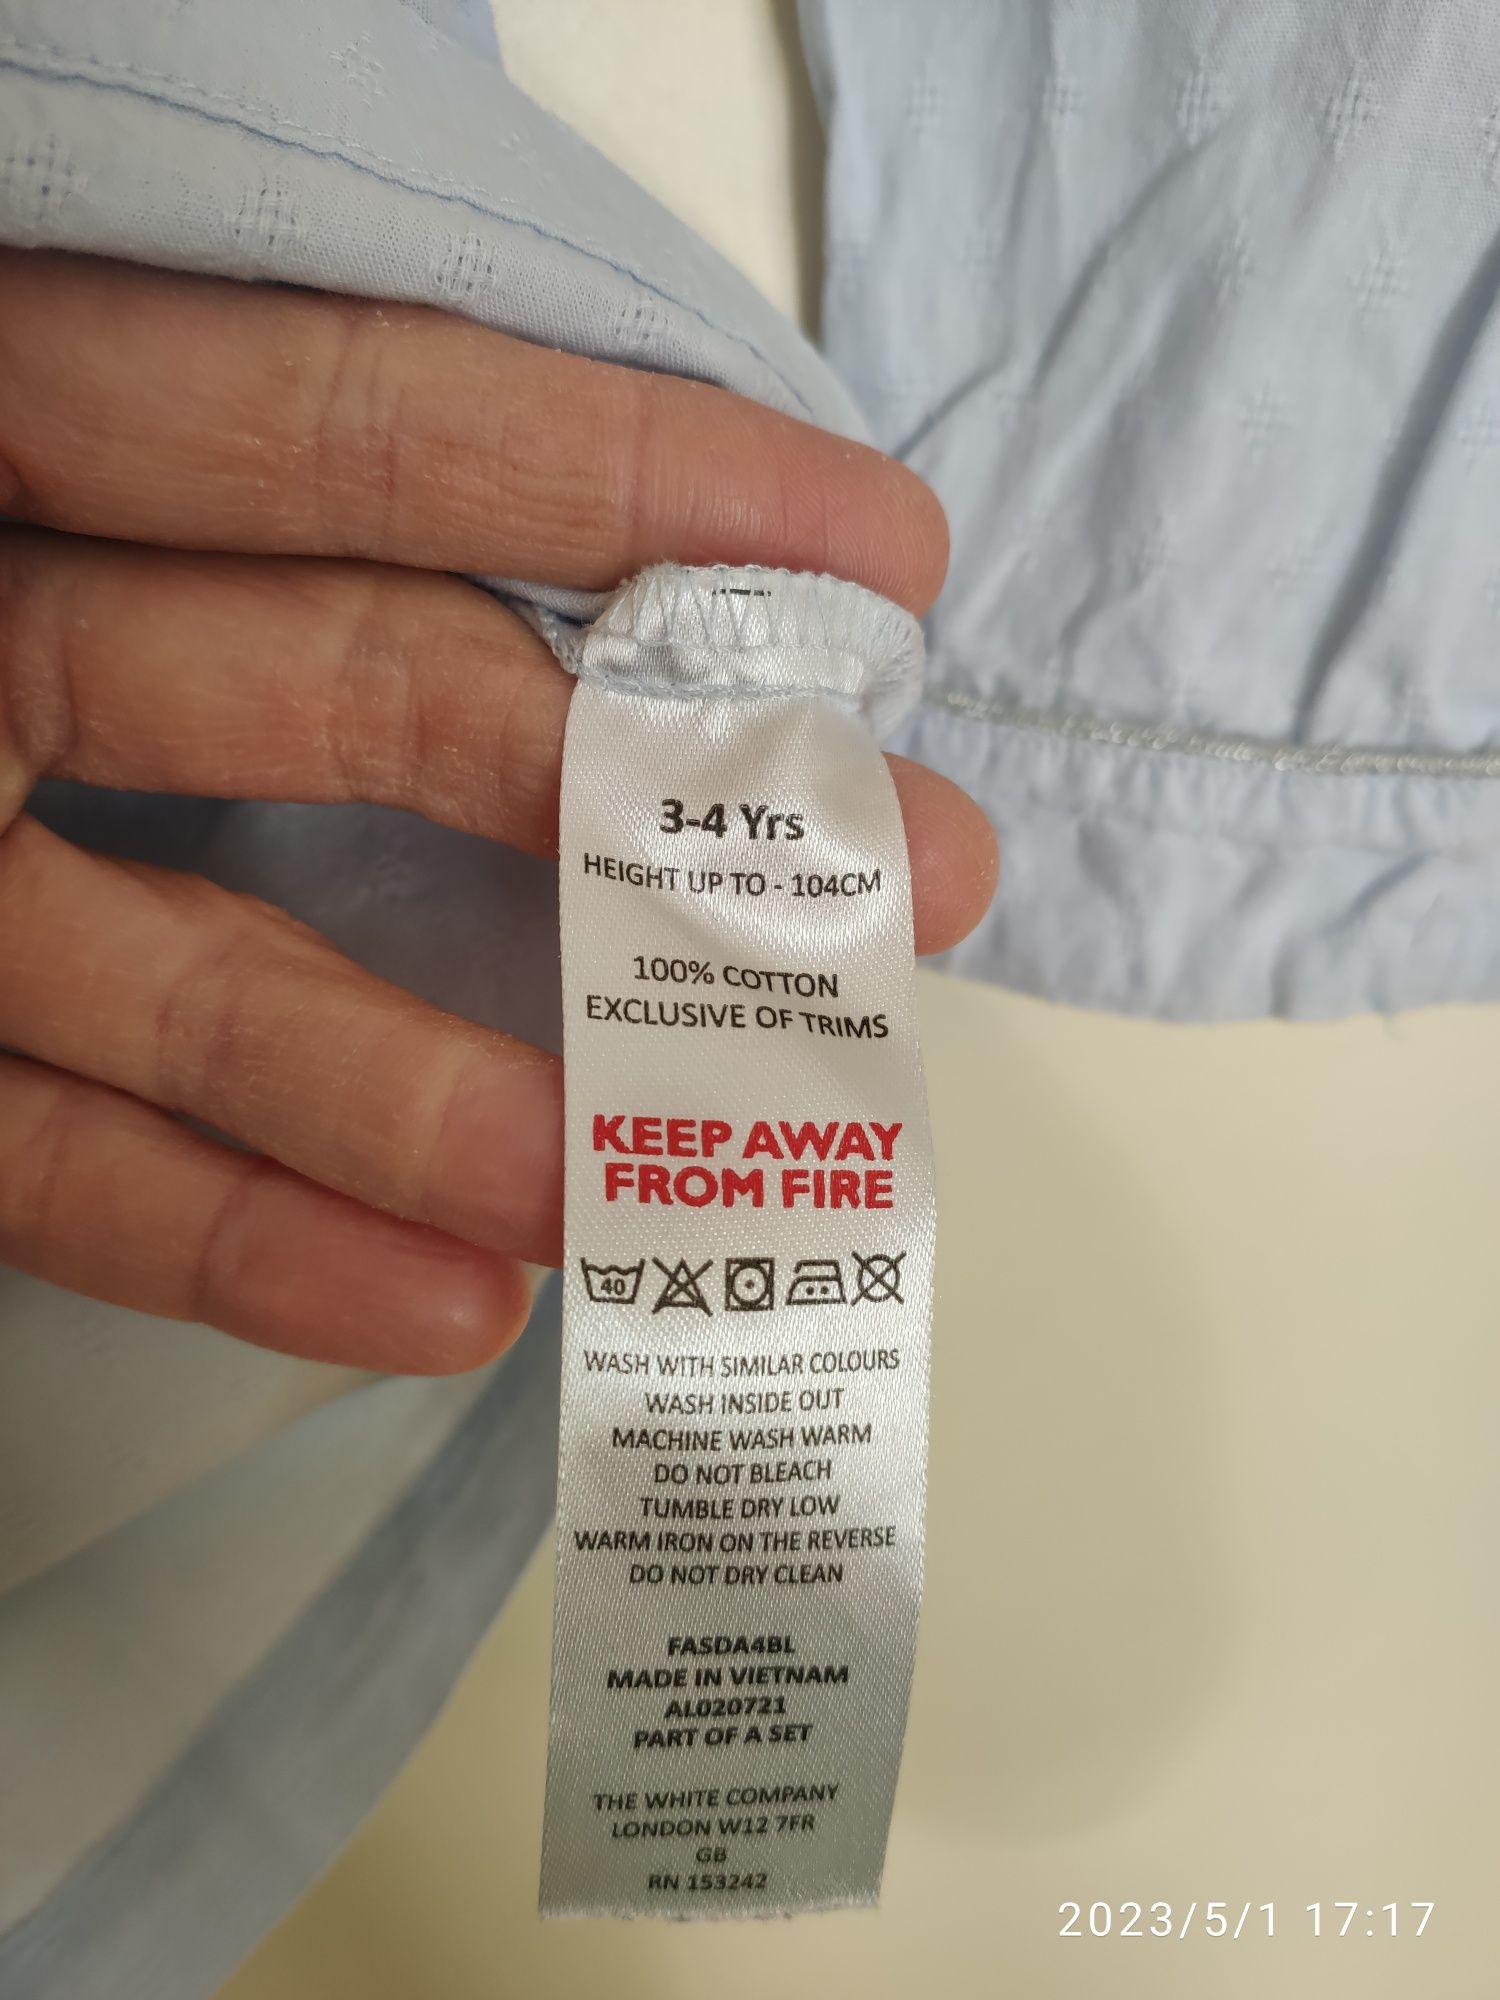 3-4 Yrs
HEIGHT UP TO - 104CM
100% COTTON
EXCLUSIVE OF TRIMS
KEEP AWAY
FROM FIRE
40
WASH WITH SIMILAR COLOURS
WASH INSIDE OUT
MACHINE WASH WARM
DO NOT BLEACH
TUMBLE DRY LOW
WARM IRON ON THE REVERSE
DO NOT DRY CLEAN
FASDA4BL
MADE IN VIETNAM
AL020721
PART OF A SET
THE WHITE COMPANY
LONDON W12 7FR
GB
RN 153242
2023/5/1 17:17